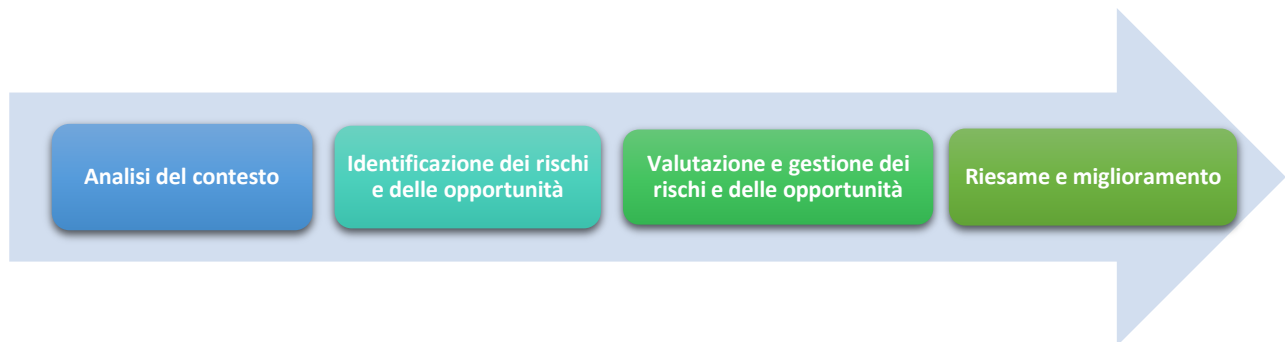 Analisi del contesto
Identificazione dei rischi
e delle opportunità
Valutazione e gestione dei
rischi e delle opportunità
Riesame e miglioramento